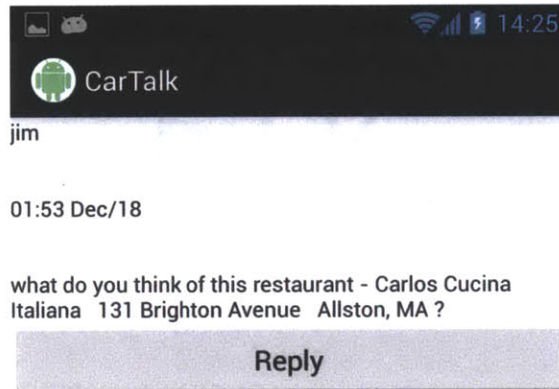 14:25
CarTalk
jim
01:53 Dec/18
what do you think of this restaurant - Carlos Cucina
Italiana 131 Brighton Avenue Allston, MA ?
Reply